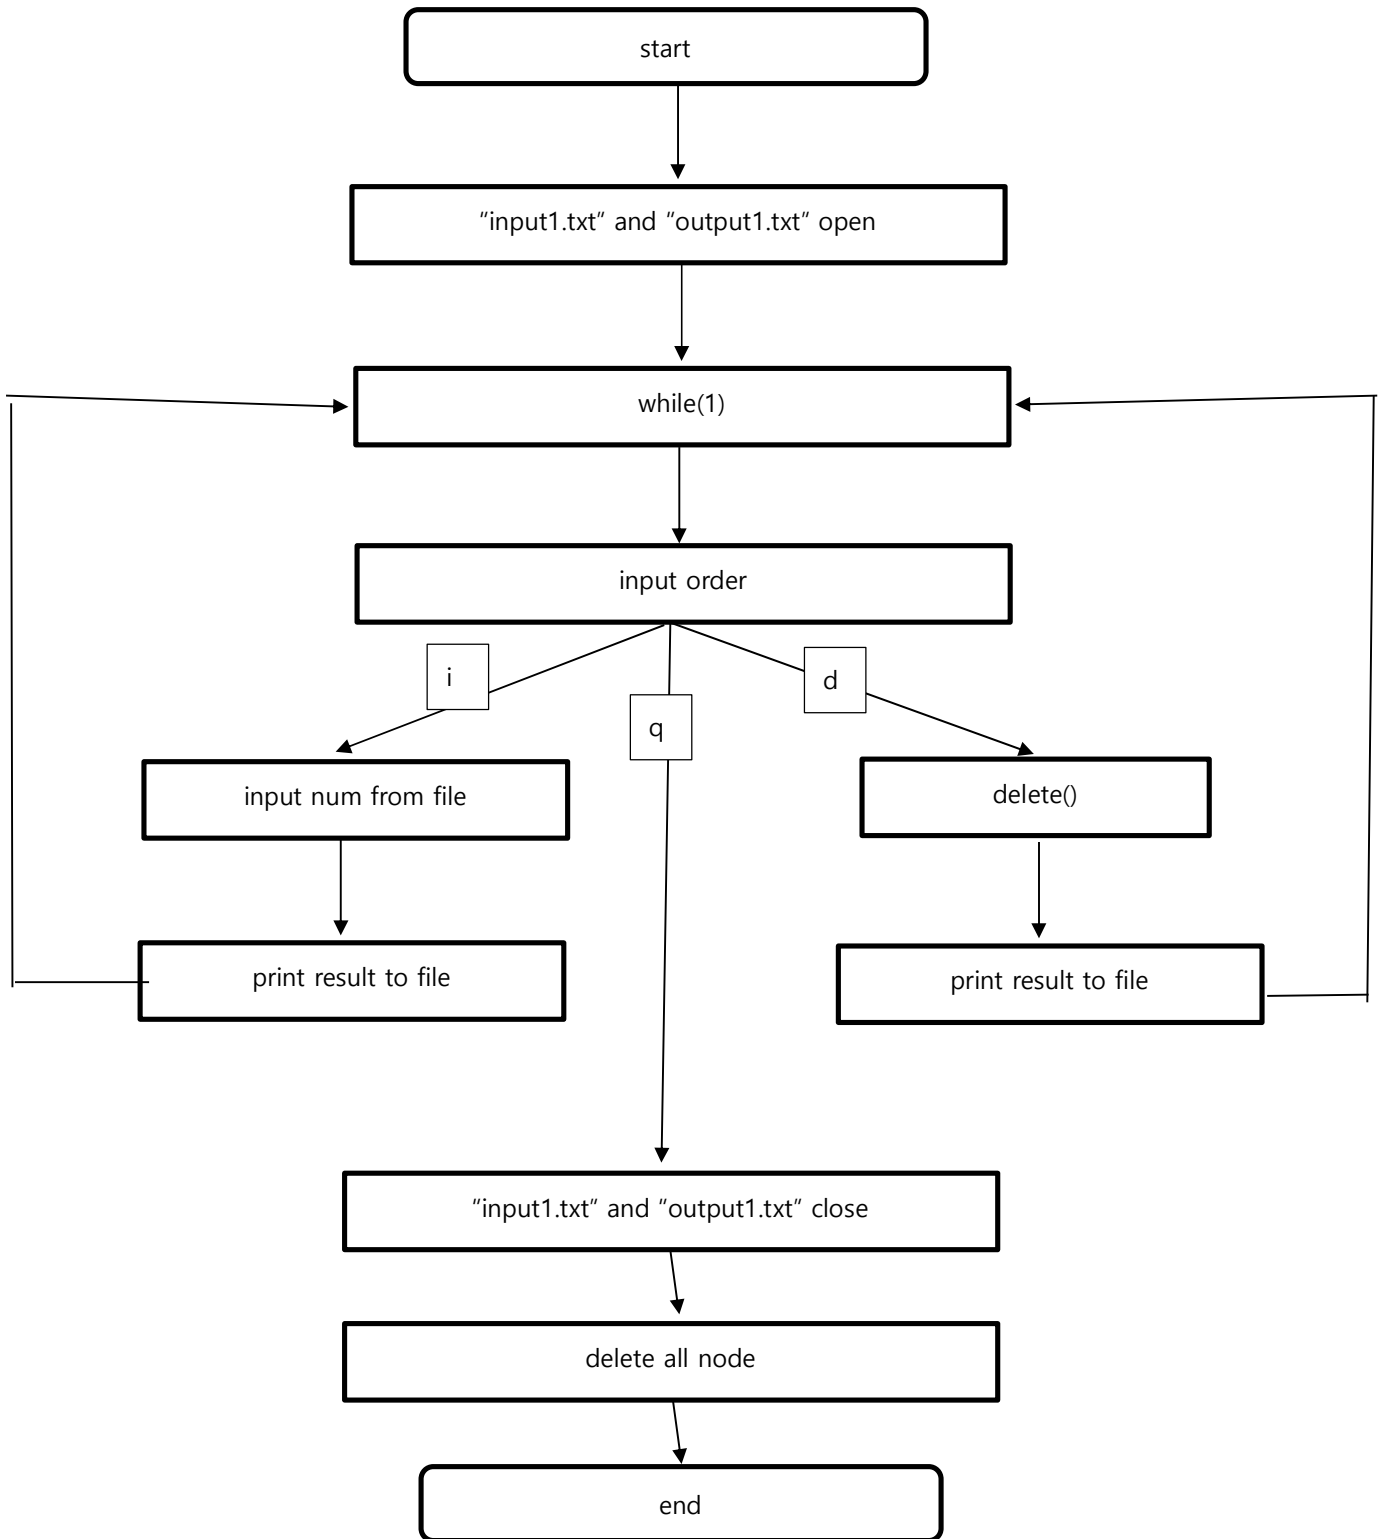 start
“input1.txt” and “output1.txt” open
while(1)
input order
i
d
q
input num from file
delete()
print result to file
print result to file
“input1.txt” and “output1.txt” close
delete all node
end